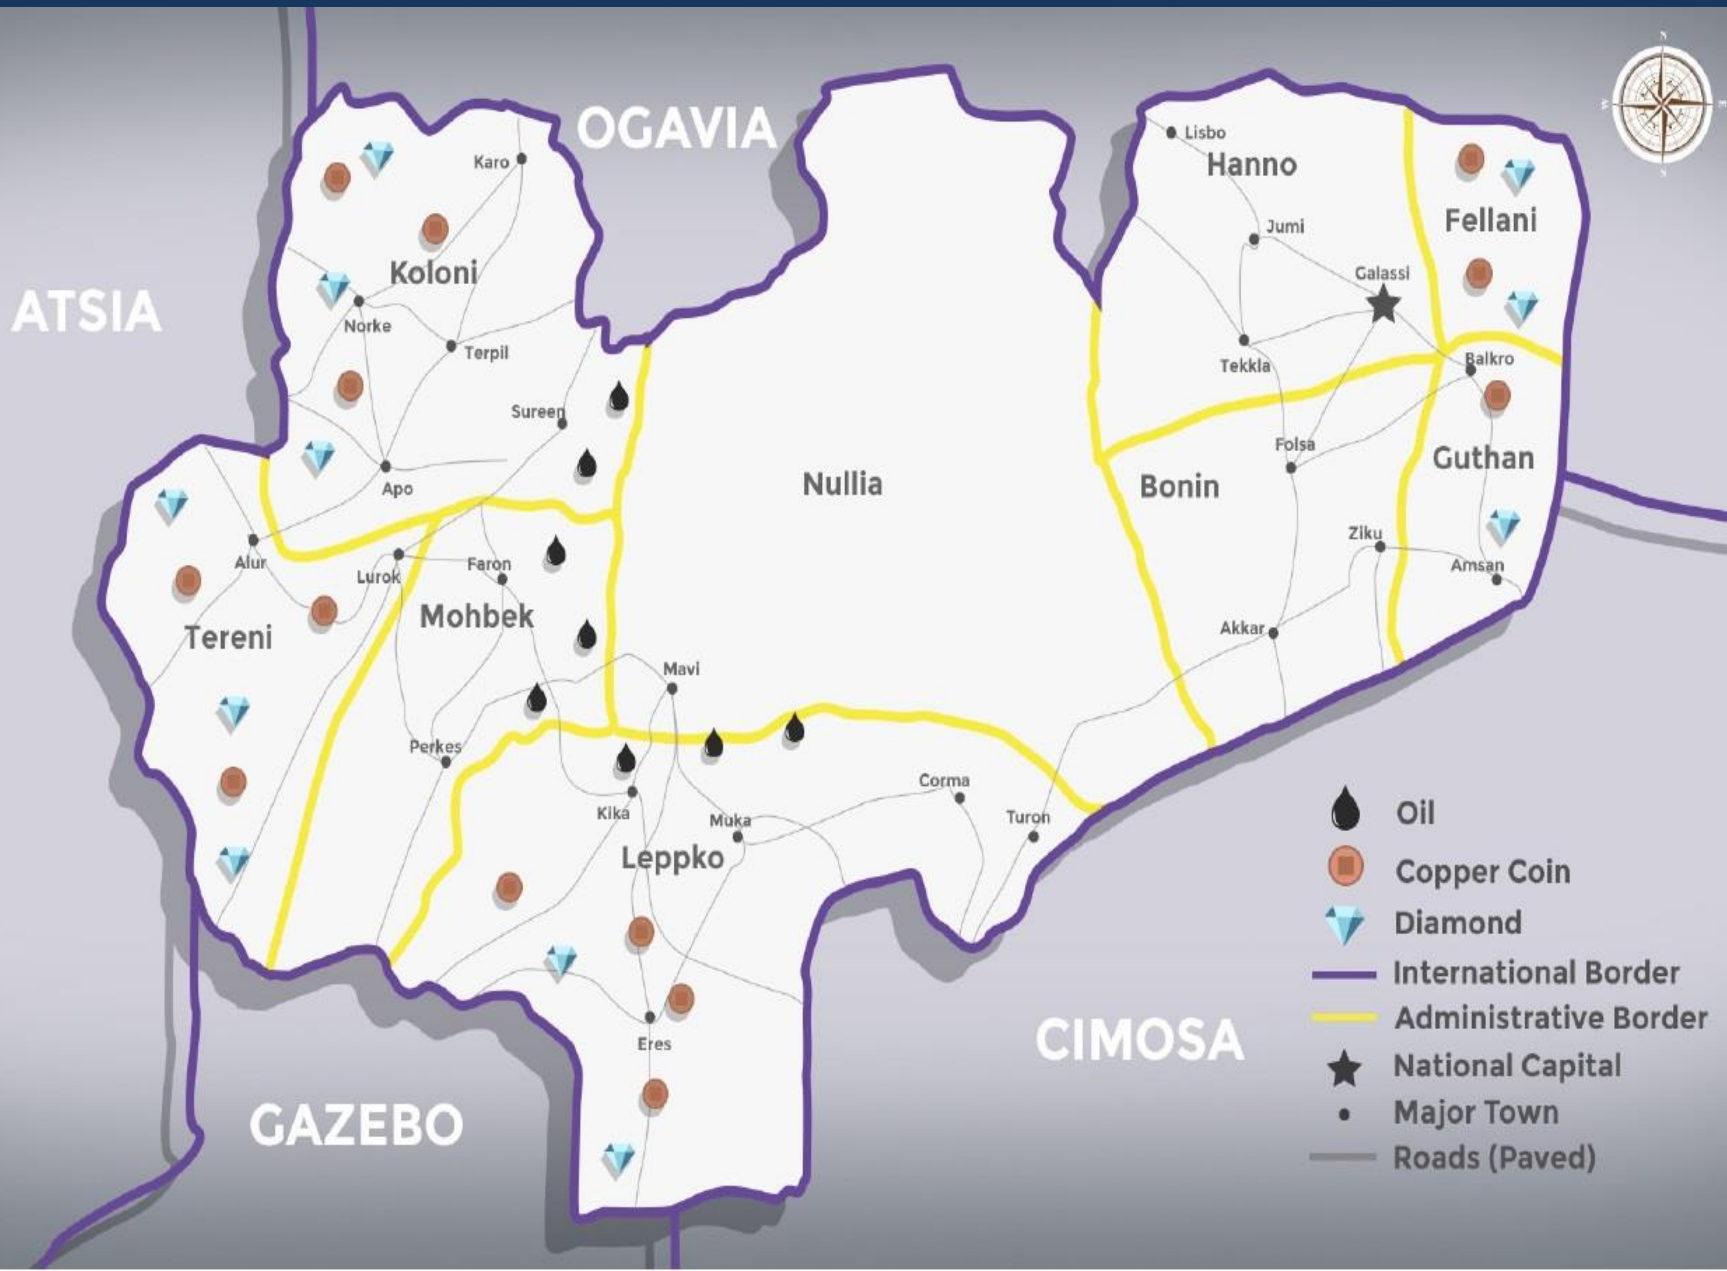 N
W
E
S
OGAVIA
Lisbo
Hanno
Karo
Fellani
Jumi
Koloni
Galassi
ATSIA
Norke
Terpil
Tekkla
Balkro
Sureen
Folsa
Guthan
Apo
Nullia
Bonin
Ziku
Alur
Lurok
Faron
Amsan
Mohbek
Tereni
Akkar
Mavi
Perkes
Corma
Kika
Muka
Turon
Leppko
Eres
CIMOSA
GAZEBO
Oil
Copper Coin
Diamond
International Border
Administrative Border
National Capital
Major Town
Roads (Paved)